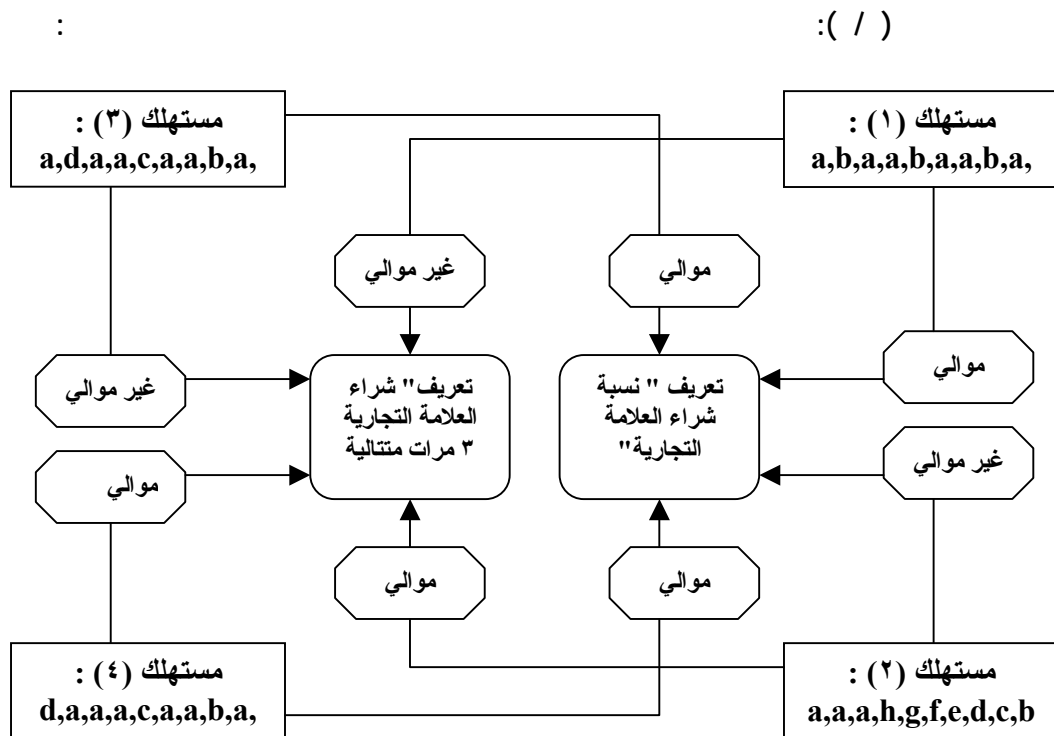 :( / )
:
مستهلك (١) :
a,b,a,a,b,a,a,b,a,
مستهلك (٣) :
a,d,a,a,c,a,a,b,a,
موالي
غير موالي
موالي
غير موالي
تعريف " نسبة
شراء العلامة
التجارية"
تعريف" شراء
العلامة التجارية
٣ مرات متتالية
غير موالي
موالي
موالي
موالي
مستهلك (٢) :
a,a,a,h,g,f,e,d,c,b
مستهلك (٤) :
d,a,a,a,c,a,a,b,a,